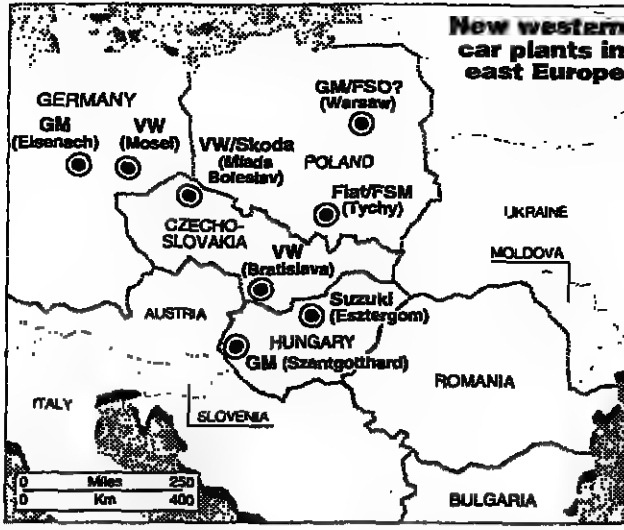 New western
car plants in
east Europe
GERMANY
GM
(Eisenach)
VW
(Mosel)
VW/Skoda
(Mlada
Boleslav)
GM/FSO?
(Warsaw)
POLAND
Fiat/FSM
(Tychy)
UKRAINE
MOLDOVA
CZECHO-
SLOVAKIA
VW
(Bratislava)
Suzuki
(Esztergom)
AUSTRIA
HUNGARY
GM (Szentgotthard)
ROMANIA
ITALY
SLOVENIA
0 Miles 250
0 Km 400
BULGARIA